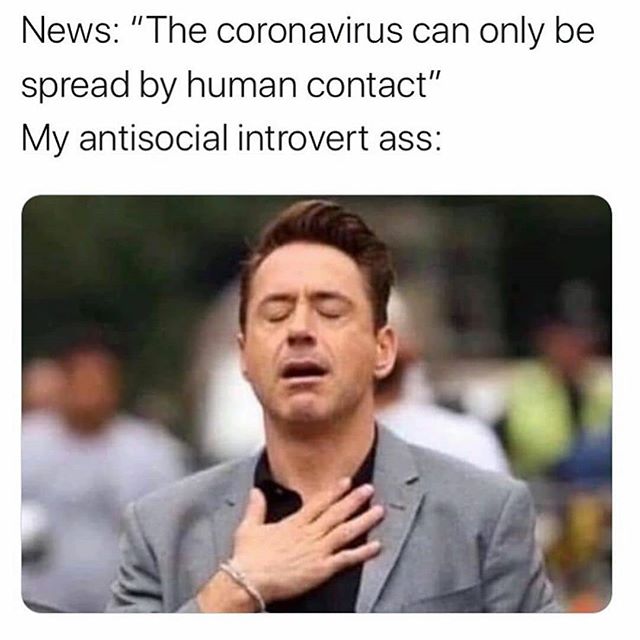 News: "The coronavirus can only be
spread by human contact"
My antisocial introvert ass: